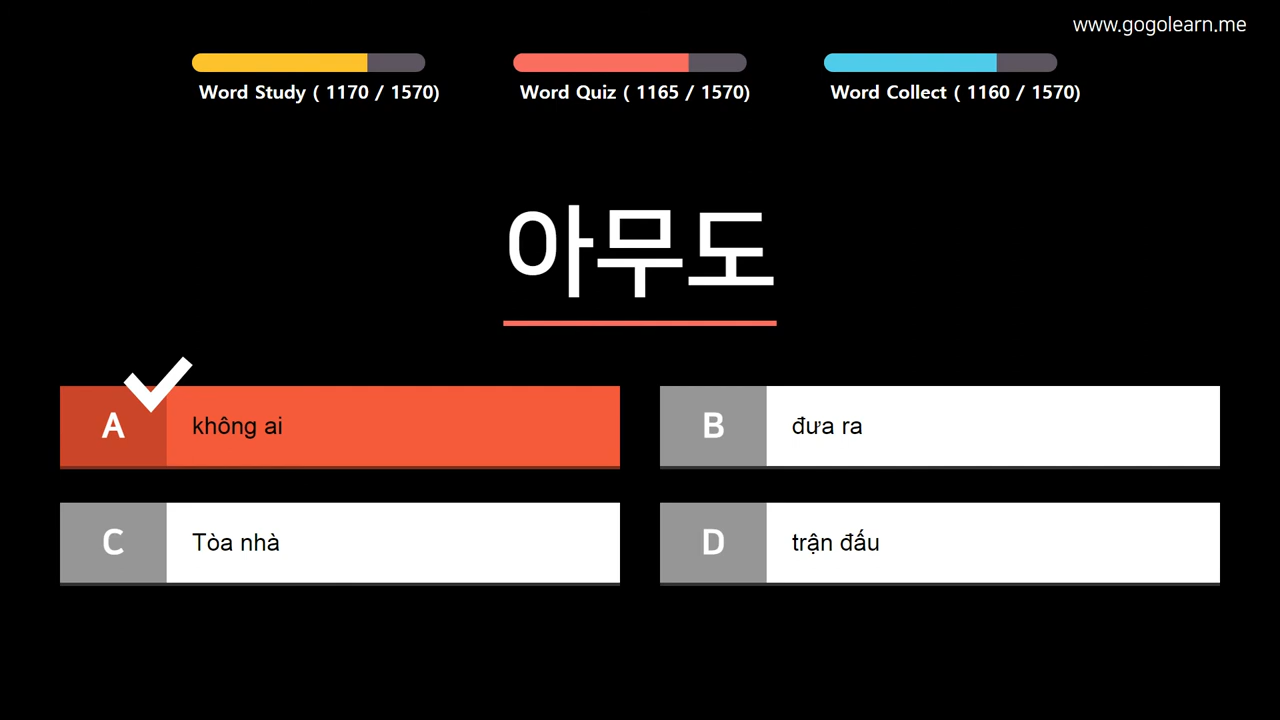 www.gogolearn.me
Word Study ( 1170 / 1570)
Word Quiz ( 1165 / 1570)
Word Collect ( 1160 / 1570)
아무도
A
không ai
B
đưa ra
C
Tòa nhà
D
trận đấu